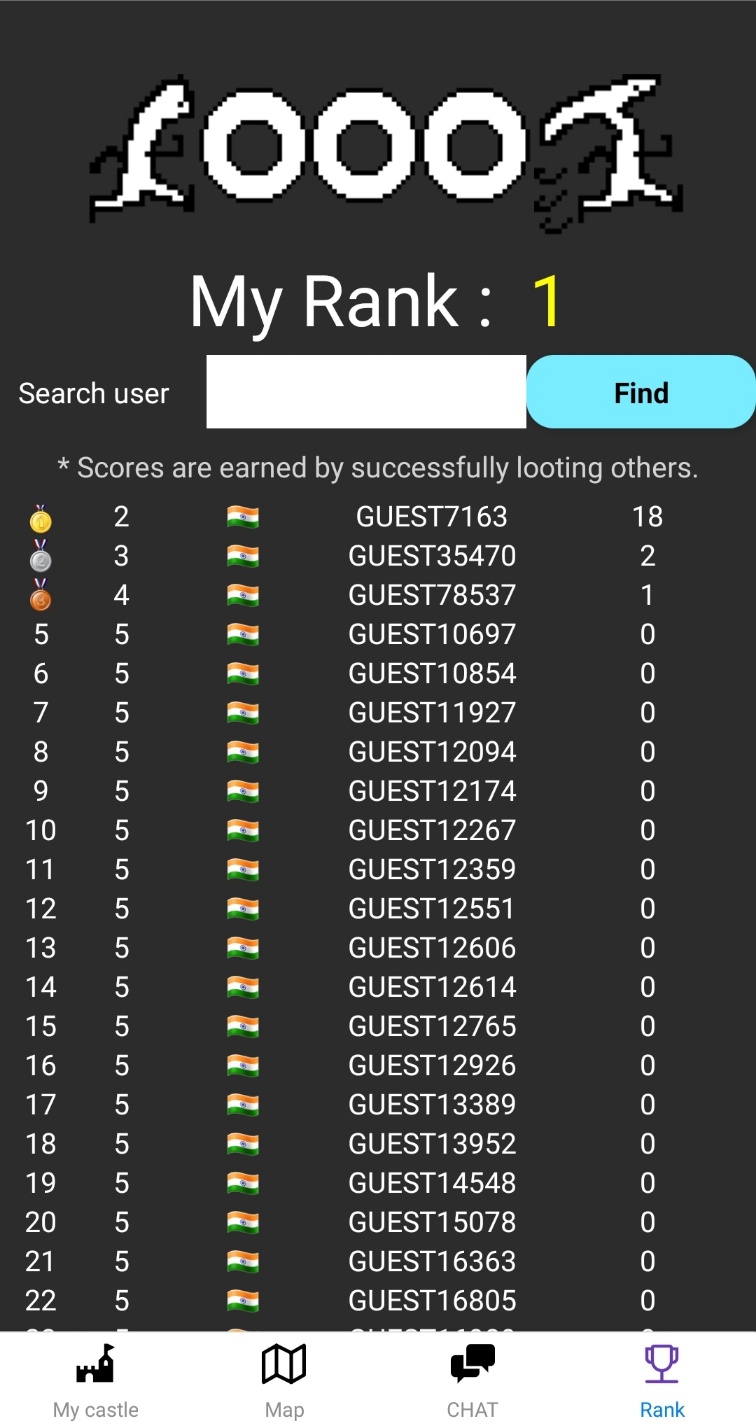 LOOOT
My Rank : 1
Search user Find
* Scores are earned by successfully looting others.
1 2 GUEST7163 18
2 3 GUEST35470 2
3 4 GUEST78537 1
5 5 GUEST10697 0
6 5 GUEST10854 0
7 5 GUEST11927 0
8 5 GUEST12094 0
9 5 GUEST12174 0
10 5 GUEST12267 0
11 5 GUEST12359 0
12 5 GUEST12551 0
13 5 GUEST12606 0
14 5 GUEST12614 0
15 5 GUEST12765 0
16 5 GUEST12926 0
17 5 GUEST13389 0
18 5 GUEST13952 0
19 5 GUEST14548 0
20 5 GUEST15078 0
21 5 GUEST16363 0
22 5 GUEST16805 0
My castle Map CHAT Rank